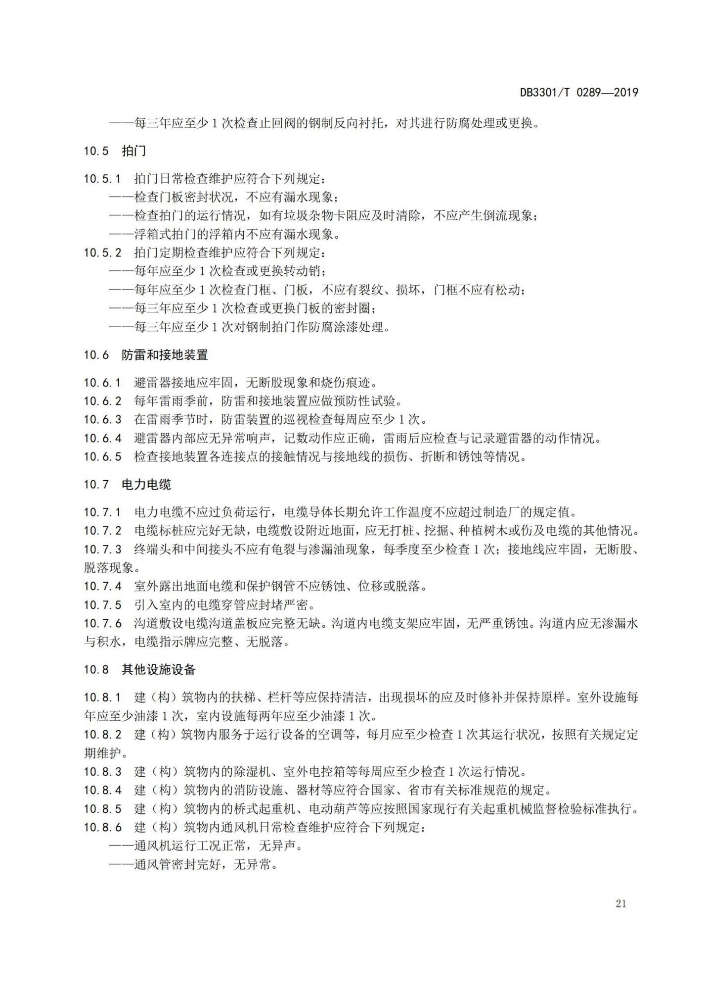 DB3301/T 0289—2019
——每三年应至少 1 次检查止回阀的钢制反向衬托，对其进行防腐处理或更换。
10.5 拍门
10.5.1 拍门日常检查维护应符合下列规定：
——检查门板密封状况，不应有漏水现象；
——检查拍门的运行情况，如有垃圾杂物卡阻应及时清除，不应产生倒流现象；
——浮箱式拍门的浮箱内不应有漏水现象。
10.5.2 拍门定期检查维护应符合下列规定：
——每年应至少 1 次检查或更换转动销；
——每年应至少 1 次检查门框、门板，不应有裂纹、损坏，门框不应有松动；
——每三年应至少 1 次检查或更换门板的密封圈；
——每三年应至少 1 次对钢制拍门作防腐涂漆处理。
10.6 防雷和接地装置
10.6.1 避雷器接地应牢固，无断股现象和烧伤痕迹。
10.6.2 每年雷雨季前，防雷和接地装置应做预防性试验。
10.6.3 在雷雨季节时，防雷装置的巡视检查每周应至少 1 次。
10.6.4 避雷器内部应无异常响声，记数动作应正确，雷雨后应检查与记录避雷器的动作情况。
10.6.5 检查接地装置各连接点的接触情况与接地线的损伤、折断和锈蚀等情况。
10.7 电力电缆
10.7.1 电力电缆不应过负荷运行，电缆导体长期允许工作温度不应超过制造厂的规定值。
10.7.2 电缆标桩应完好无缺，电缆敷设附近地面，应无打桩、挖掘、种植树木或伤及电缆的其他情况。
10.7.3 终端头和中间接头不应有龟裂与渗漏油现象，每季度至少检查 1 次；接地线应牢固，无断股、
脱落现象。
10.7.4 室外露出地面电缆和保护钢管不应锈蚀、位移或脱落。
10.7.5 引入室内的电缆穿管应封堵严密。
10.7.6 沟道敷设电缆沟道盖板应完整无缺。沟道内电缆支架应牢固，无严重锈蚀。沟道内应无渗漏水
与积水，电缆指示牌应完整、无脱落。
10.8 其他设施设备
10.8.1 建（构）筑物内的扶梯、栏杆等应保持清洁，出现损坏的应及时修补并保持原样。室外设施每
年应至少油漆 1 次，室内设施每两年应至少油漆 1 次。
10.8.2 建（构）筑物内服务于运行设备的空调等，每月应至少检查 1 次其运行状况，按照有关规定定
期维护。
10.8.3 建（构）筑物内的除湿机、室外电控箱等每周应至少检查 1 次运行情况。
10.8.4 建（构）筑物内的消防设施、器材等应符合国家、省市有关标准规范的规定。
10.8.5 建（构）筑物内的桥式起重机、电动葫芦等应按照国家现行有关起重机械监督检验标准执行。
10.8.6 建（构）筑物内通风机日常检查维护应符合下列规定：
——通风机运行工况正常，无异声。
——通风管密封完好，无异常。
21